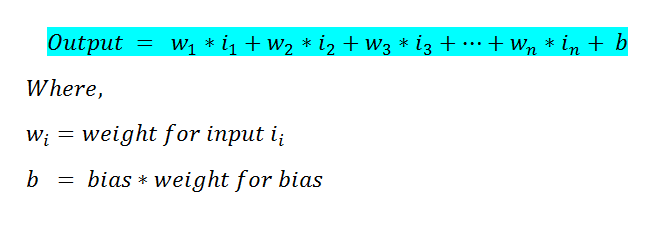 Output = w₁ * i₁ + w₂ * i₂ + w₃ * i₃ + ⋯ + wₙ * iₙ + b
Where,
wᵢ = weight for input iᵢ
b = bias * weight for bias